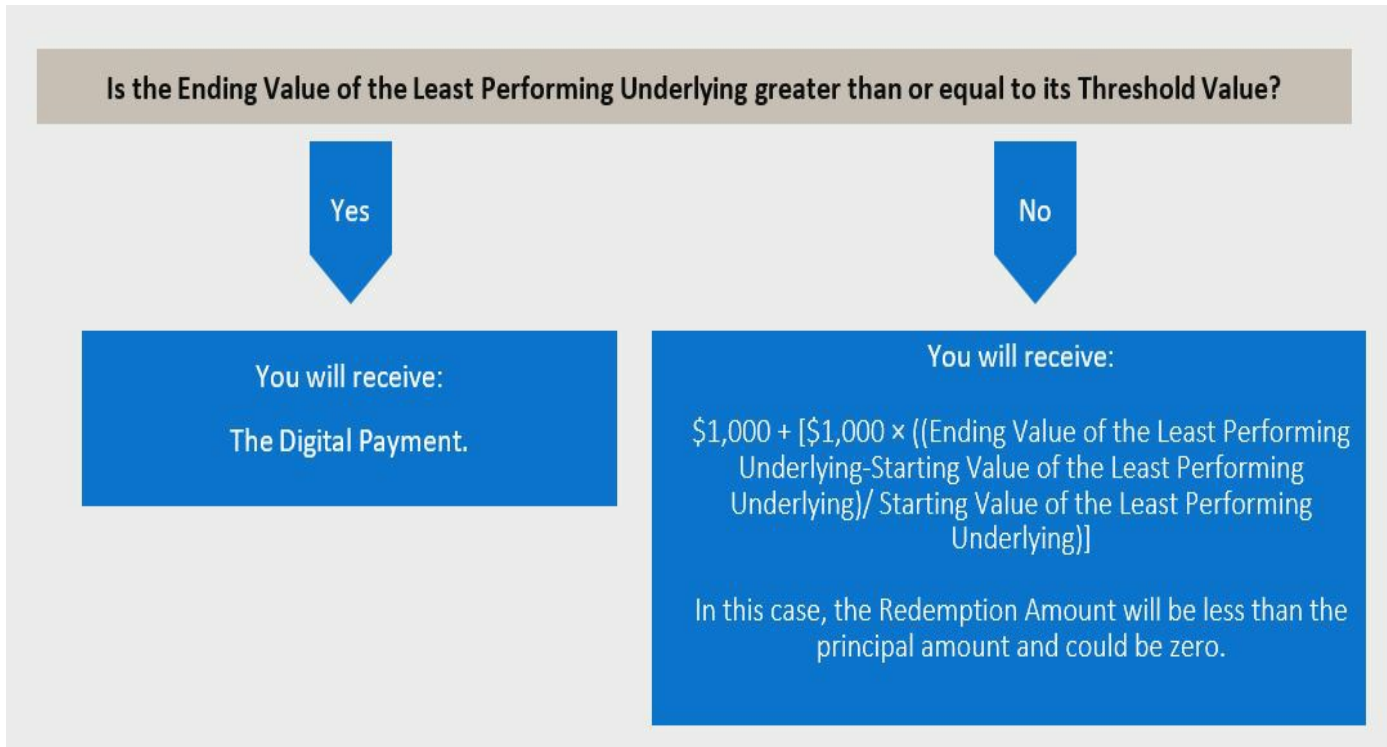 Is the Ending Value of the Least Performing Underlying greater than or equal to its Threshold Value?
Yes
No
You will receive:
The Digital Payment.
You will receive:
$1,000 + [$1,000 × ((Ending Value of the Least Performing
Underlying-Starting Value of the Least Performing
Underlying)/ Starting Value of the Least Performing
Underlying)]
In this case, the Redemption Amount will be less than the
principal amount and could be zero.